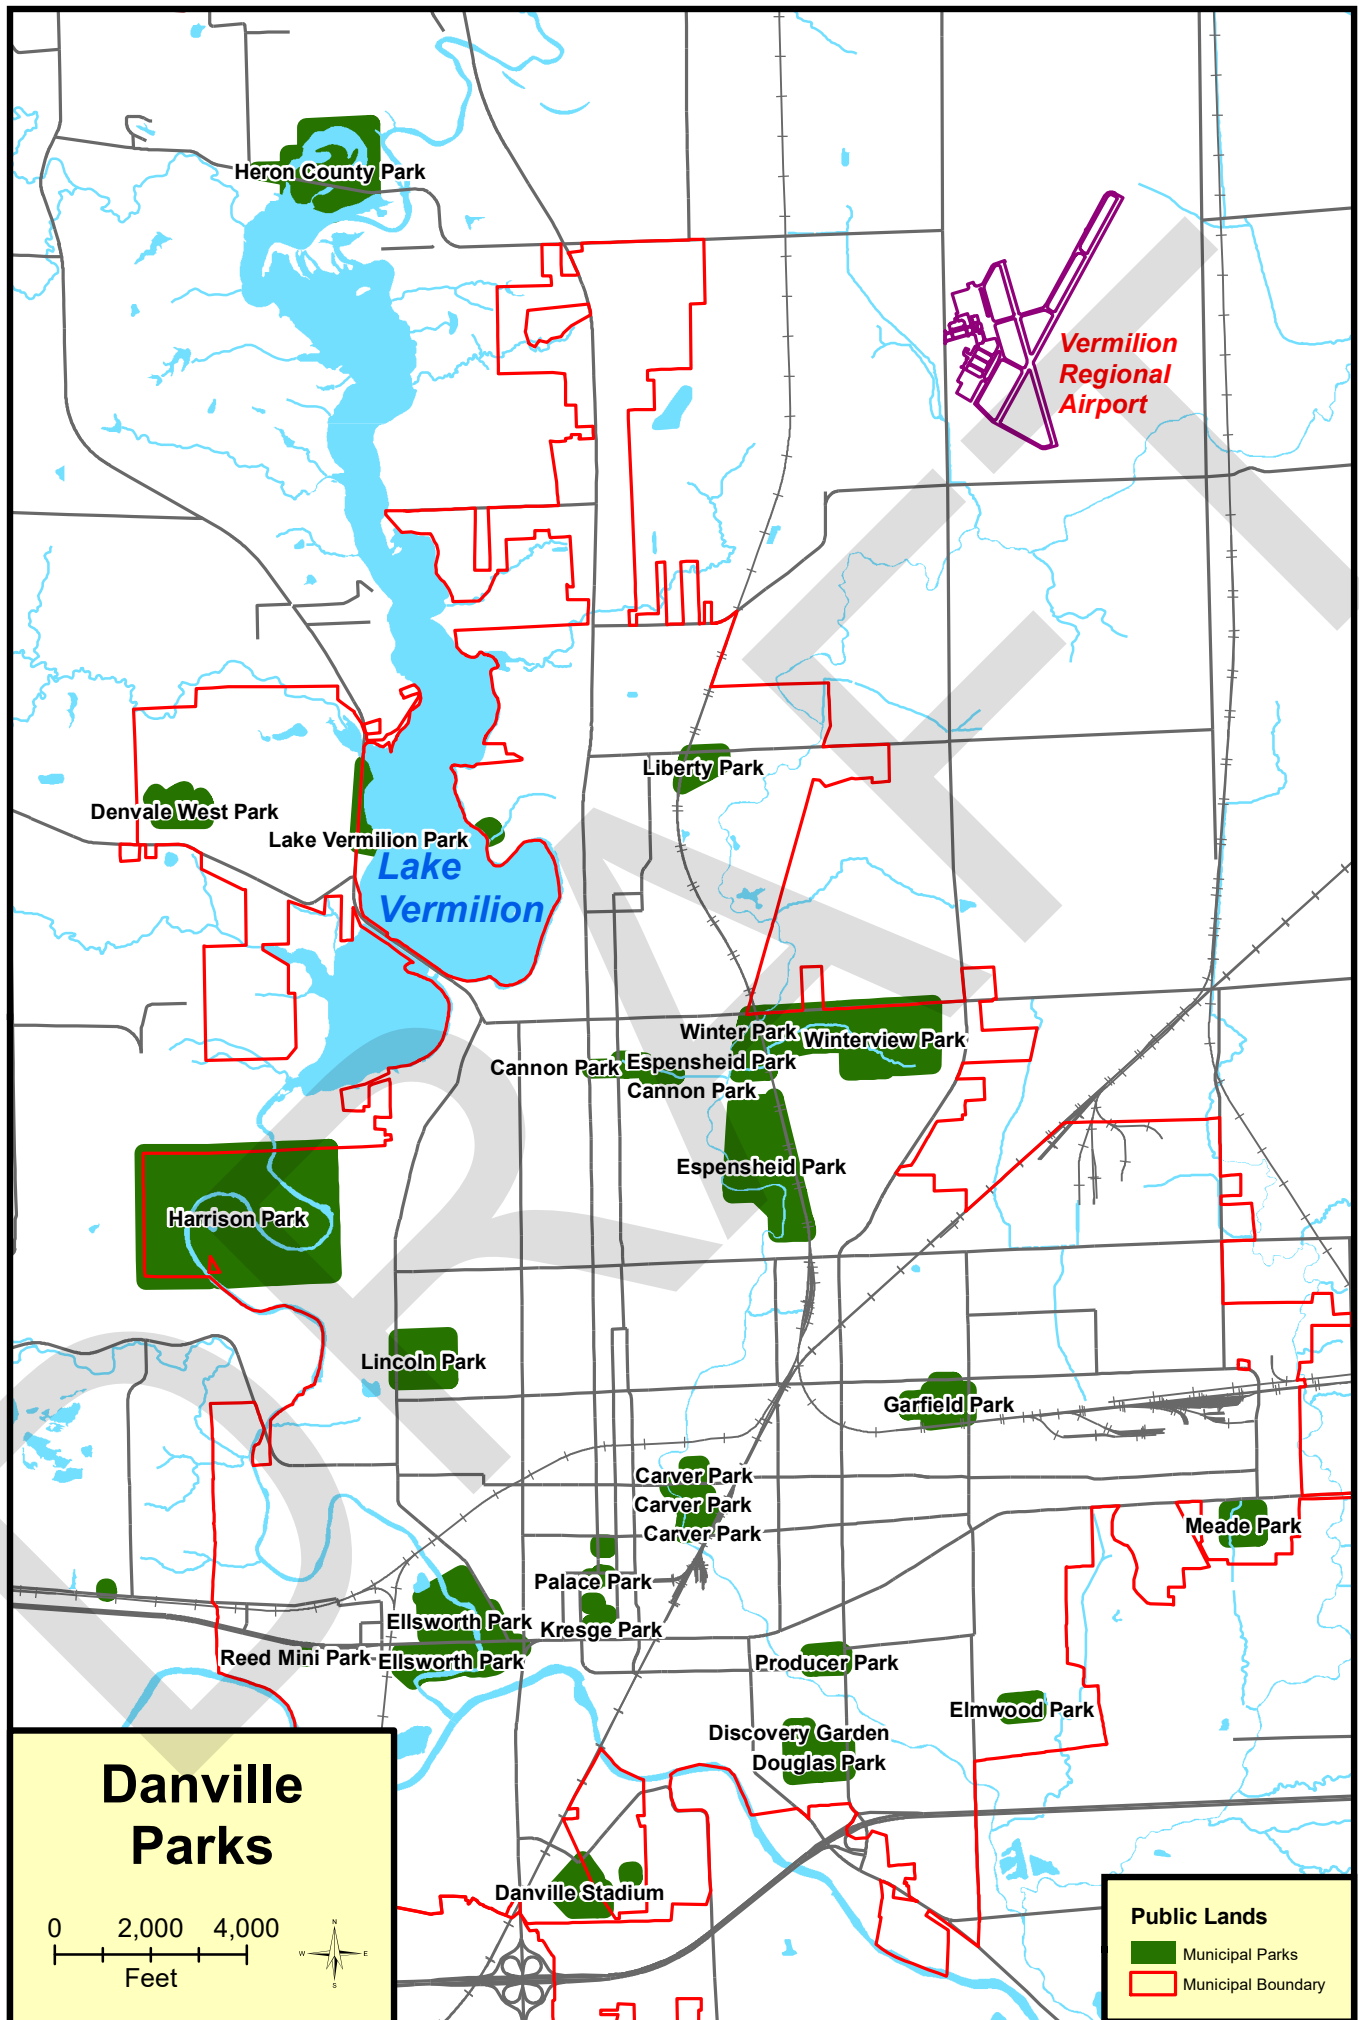 Heron County Park
Vermilion
Regional
Airport
Liberty Park
Denvale West Park
Lake Vermilion Park
Lake
Vermilion
Winter Park
Winterview Park
Cannon Park
Espensheid Park
Cannon Park
Espensheid Park
Harrison Park
Lincoln Park
Garfield Park
Carver Park
Carver Park
Carver Park
Meade Park
Palace Park
Ellsworth Park
Kresge Park
Reed Mini Park
Ellsworth Park
Producer Park
Elmwood Park
Discovery Garden
Douglas Park
Danville Stadium
DRAFT
Danville
Parks
0 2,000 4,000
Feet
N
W E
S
Public Lands
Municipal Parks
Municipal Boundary